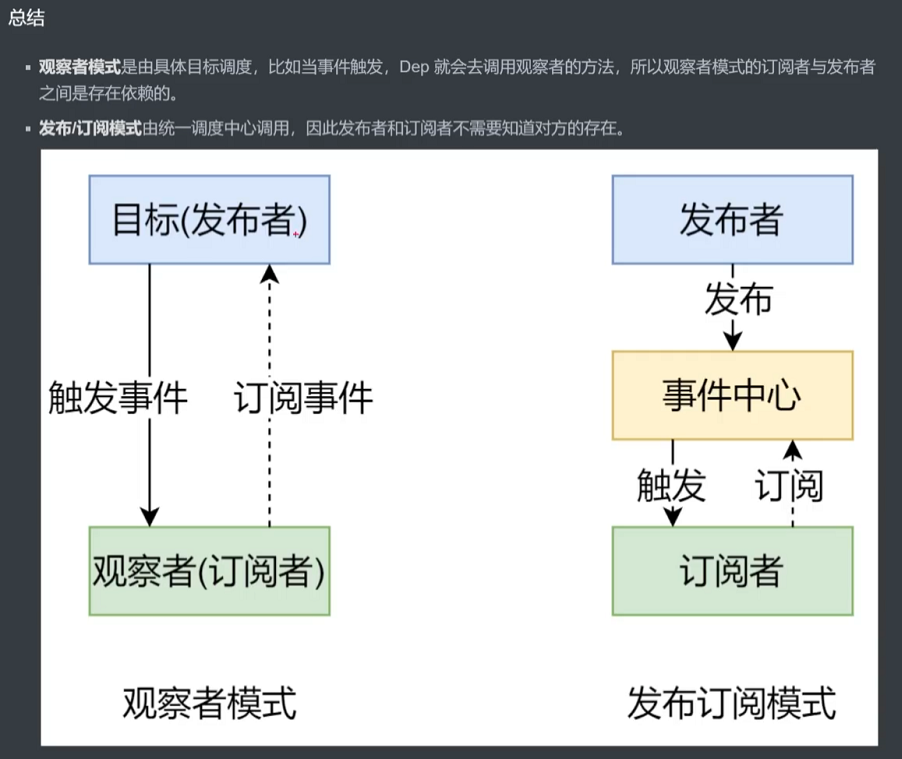 总结
观察者模式是由具体目标调度，比如当事件触发，Dep 就会去调用观察者的方法，所以观察者模式的订阅者与发布者
之间是存在依赖的。
发布/订阅模式由统一调度中心调用，因此发布者和订阅者不需要知道对方的存在。
目标(发布者)
发布者
发布
触发事件
订阅事件
事件中心
触发
订阅
观察者(订阅者)
订阅者
观察者模式
发布订阅模式